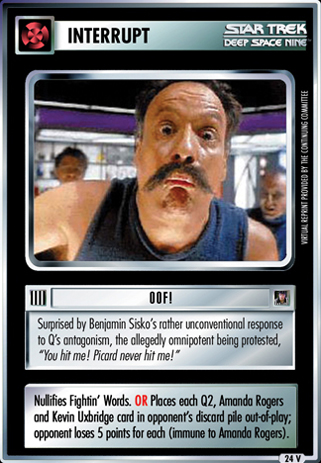 INTERRUPT
STAR TREK
DEEP SPACE NINE
VIRTUAL REPRINT PROVIDED BY THE CONTINUING COMMITTEE
OOF!
Surprised by Benjamin Sisko's rather unconventional response
to Q's antagonism, the allegedly omnipotent being protested,
"You hit me! Picard never hit me!"
Nullifies Fightin' Words. OR Places each Q2, Amanda Rogers
and Kevin Uxbridge card in opponent's discard pile out-of-play;
opponent loses 5 points for each (immune to Amanda Rogers).
24 V